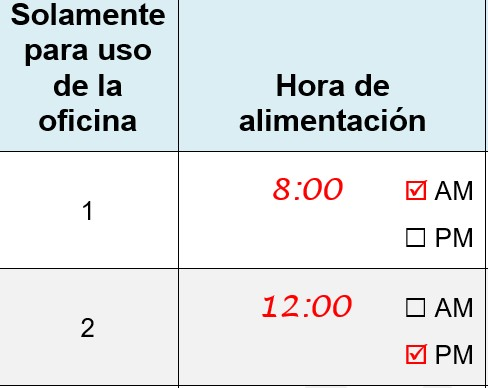 Solamente
para uso
de la
oficina
Hora de
alimentación
1
8:00 ☑ AM
☐ PM
2
12:00 ☐ AM
☑ PM